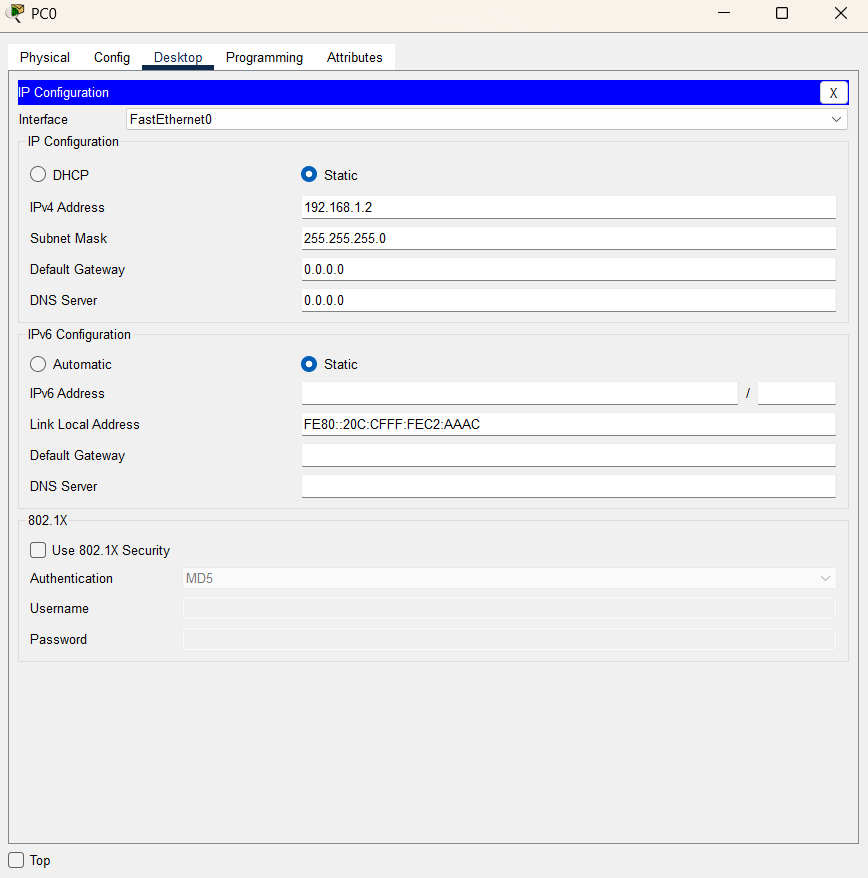 PC0
Physical Config Desktop Programming Attributes
IP Configuration X
Interface FastEthernet0
IP Configuration
DHCP Static
IPv4 Address 192.168.1.2
Subnet Mask 255.255.255.0
Default Gateway 0.0.0.0
DNS Server 0.0.0.0
IPv6 Configuration
Automatic Static
IPv6 Address /
Link Local Address FE80::20C:CFFF:FEC2:AAAC
Default Gateway
DNS Server
802.1X
Use 802.1X Security
Authentication MD5
Username
Password
Top